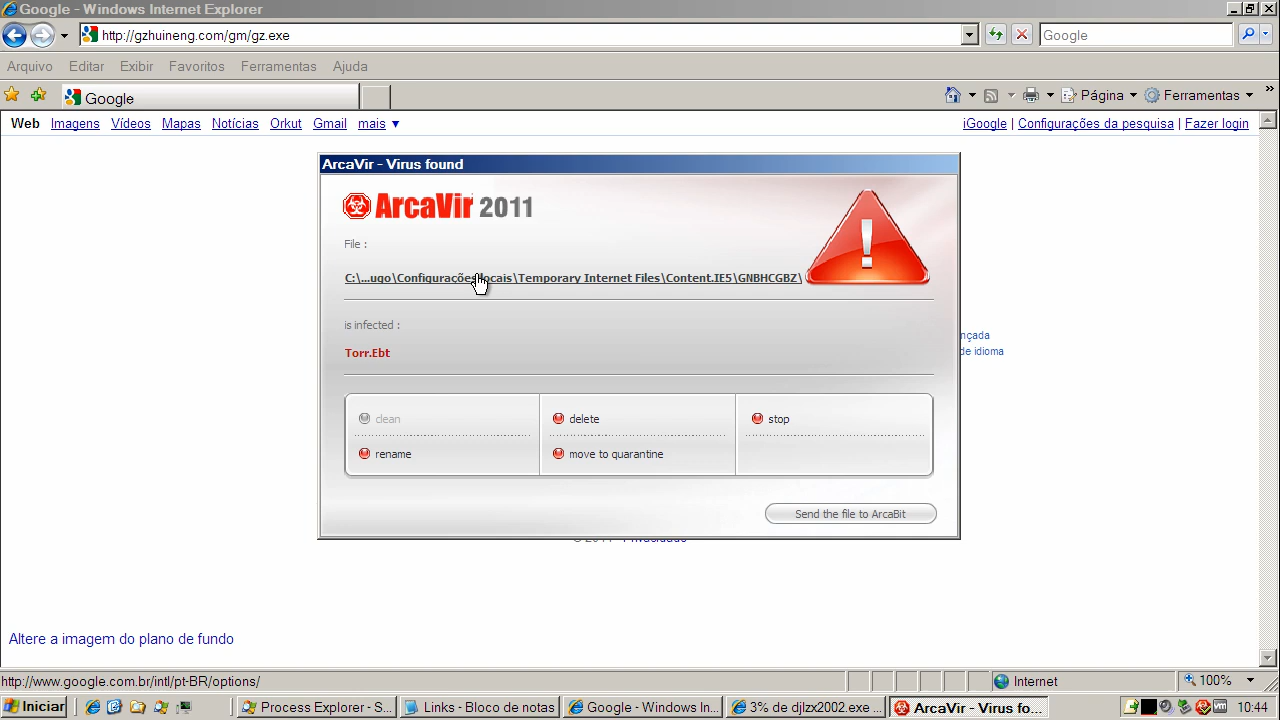 Google - Windows Internet Explorer
http://gzhuineng.com/gm/gz.exe
Google
Arquivo Editar Exibir Favoritos Ferramentas Ajuda
Google
Página Ferramentas »
Web Imagens Vídeos Mapas Notícias Orkut Gmail mais ▼
iGoogle | Configurações da pesquisa | Fazer login
ArcaVir - Virus found
ArcaVir 2011
File :
C:\...ugo\Configurações locais\Temporary Internet Files\Content.IE5\GNBHCGBZ\
is infected :
nçada
de idioma
Torr.Ebt
clean delete stop
rename move to quarantine
Send the file to ArcaBit
Altere a imagem do plano de fundo
http://www.google.com.br/intl/pt-BR/options/
Internet
100%
Iniciar
Process Explorer - S...
Links - Bloco de notas
Google - Windows In...
3% de djlzx2002.exe ...
ArcaVir - Virus fo...
10:44